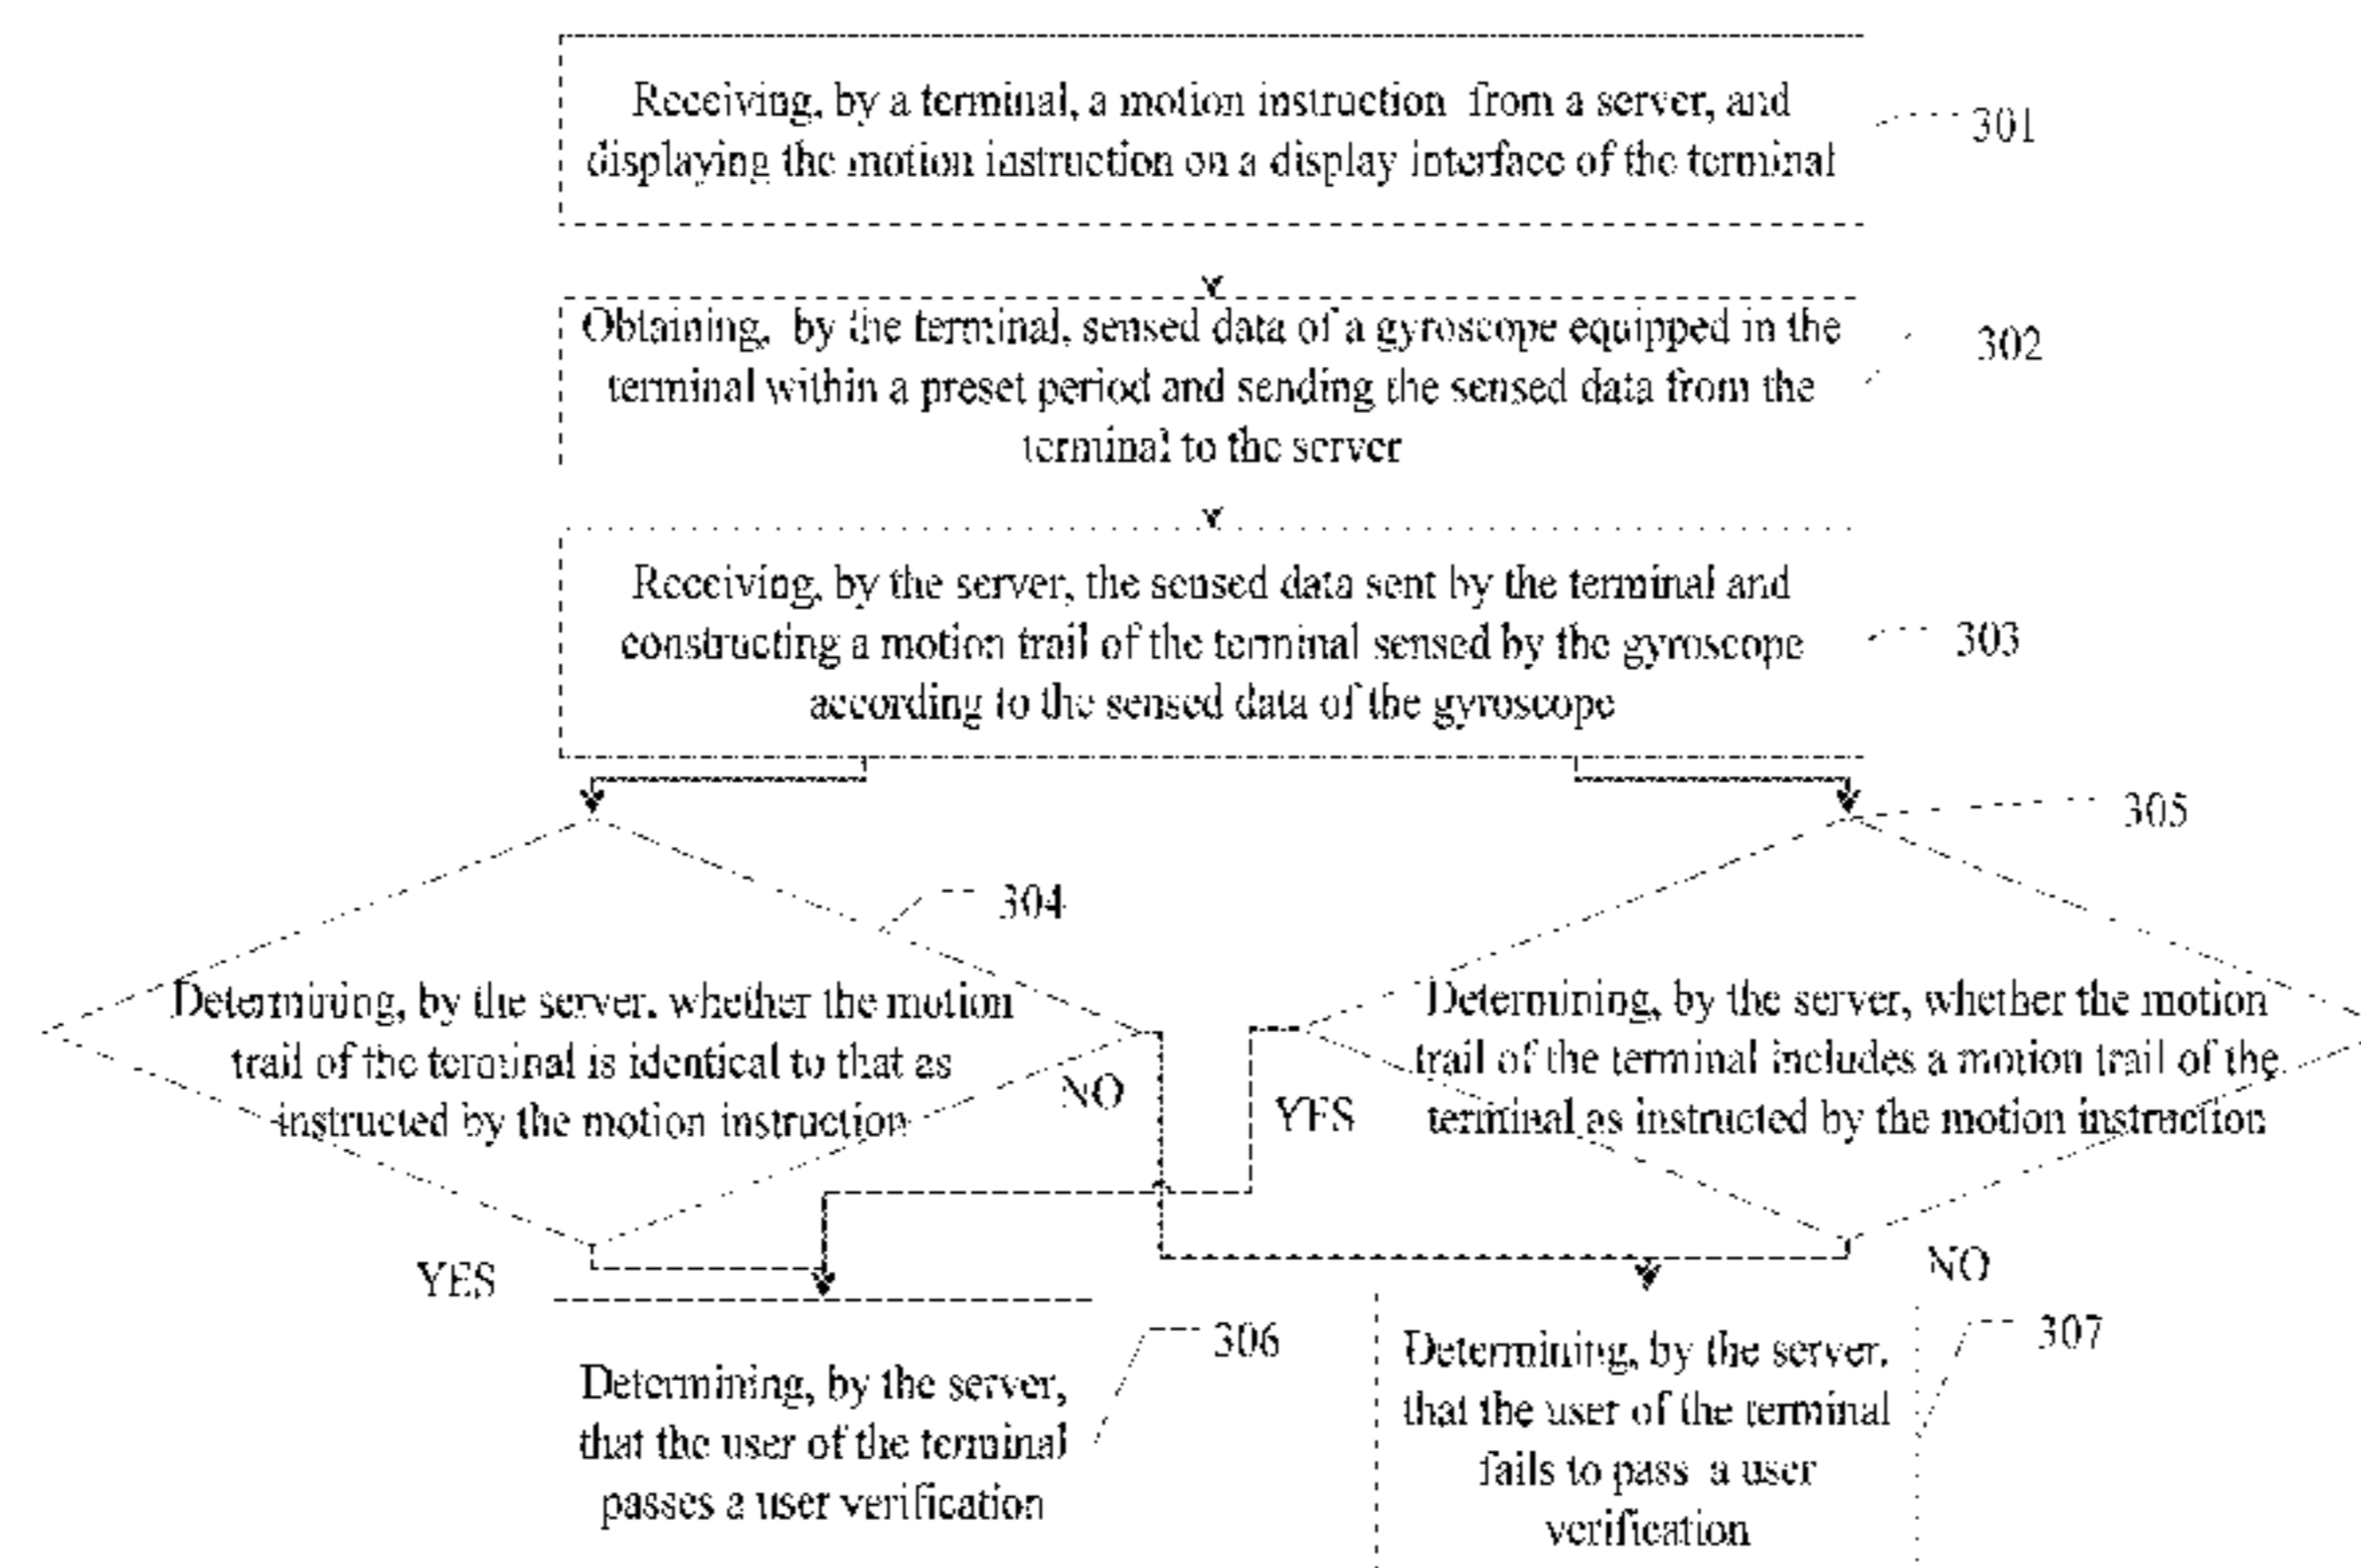 Receiving, by a terminal, a motion instruction from a server, and
displaying the motion instruction on a display interface of the terminal
301
Obtaining, by the terminal, sensed data of a gyroscope equipped in the
terminal within a preset period and sending the sensed data from the
terminal to the server
302
Receiving, by the server, the sensed data sent by the terminal and
constructing a motion trail of the terminal sensed by the gyroscope
according to the sensed data of the gyroscope
303
304
Determining, by the server, whether the motion
trail of the terminal is identical to that as
instructed by the motion instruction
NO
YES
305
Determining, by the server, whether the motion
trail of the terminal includes a motion trail of the
terminal as instructed by the motion instruction
YES
NO
306
Determining, by the server,
that the user of the terminal
passes a user verification
307
Determining, by the server,
that the user of the terminal
fails to pass a user
verification